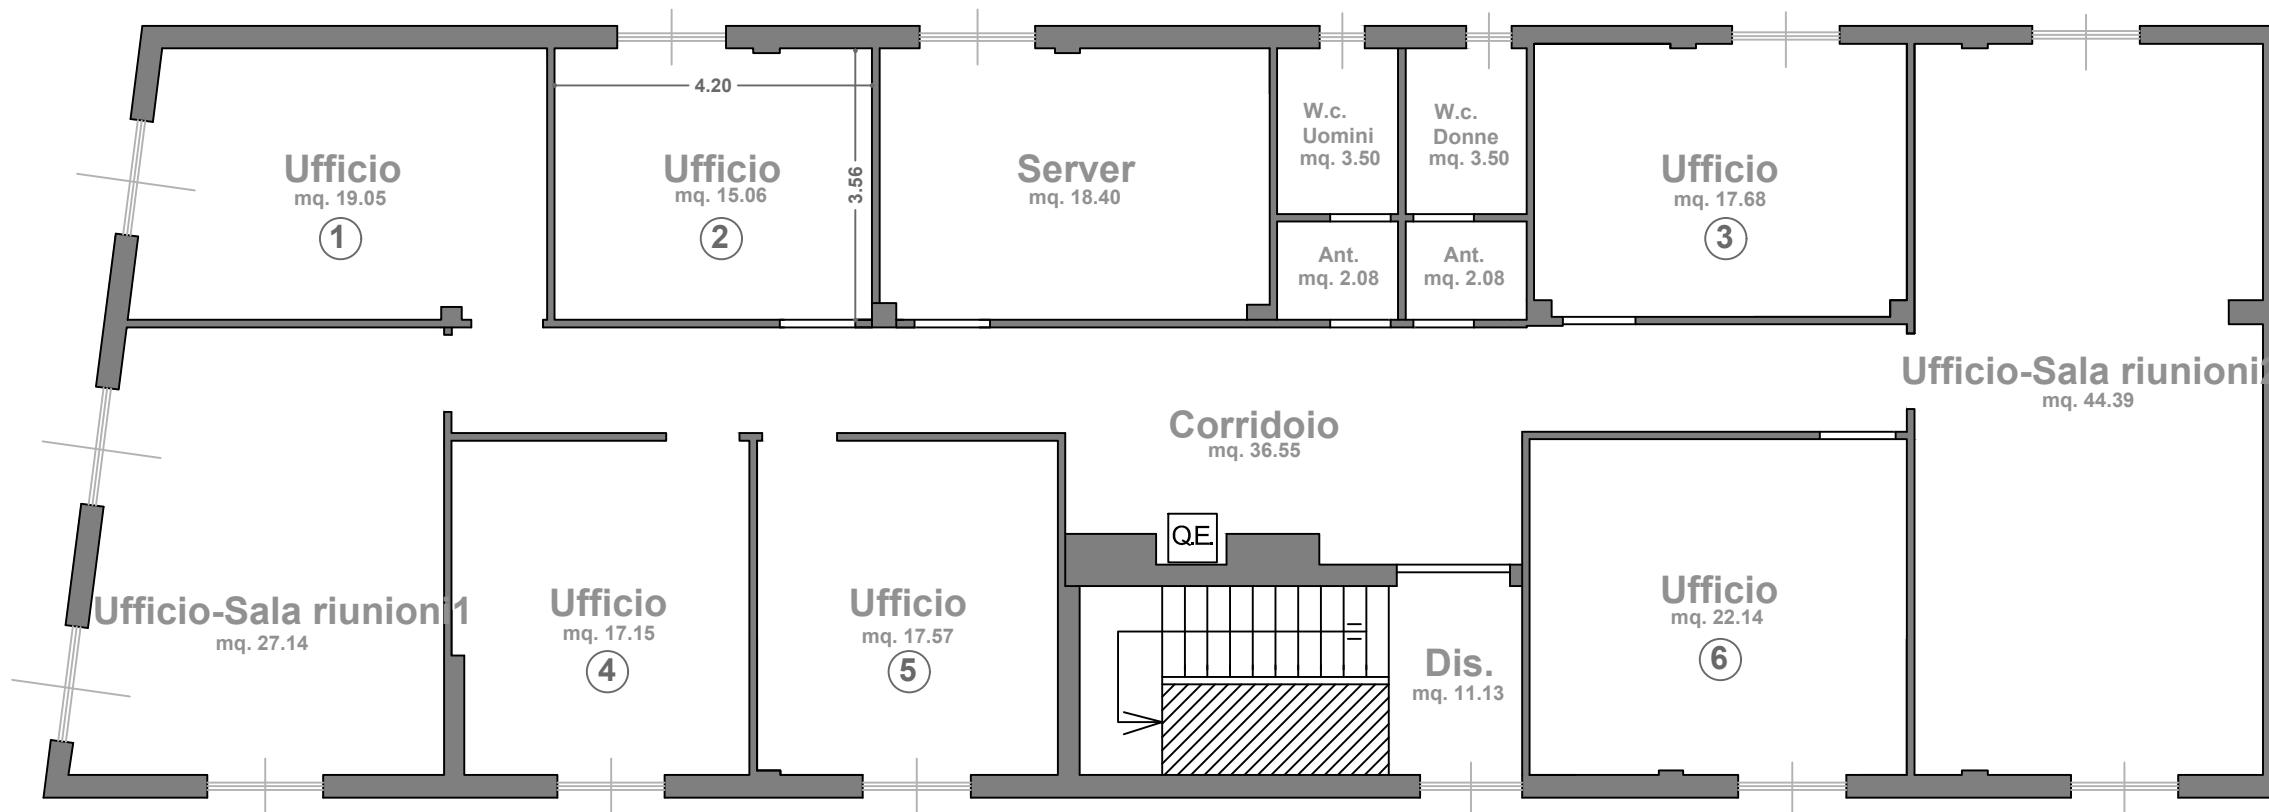 4.20
3.56
Ufficio
mq. 19.05
1
Ufficio
mq. 15.06
2
Server
mq. 18.40
W.c.
Uomini
mq. 3.50
W.c.
Donne
mq. 3.50
Ant.
mq. 2.08
Ant.
mq. 2.08
Ufficio
mq. 17.68
3
Ufficio-Sala riunioni2
mq. 44.39
Corridoio
mq. 36.55
Q.E.
Ufficio-Sala riunioni1
mq. 27.14
Ufficio
mq. 17.15
4
Ufficio
mq. 17.57
5
Dis.
mq. 11.13
Ufficio
mq. 22.14
6